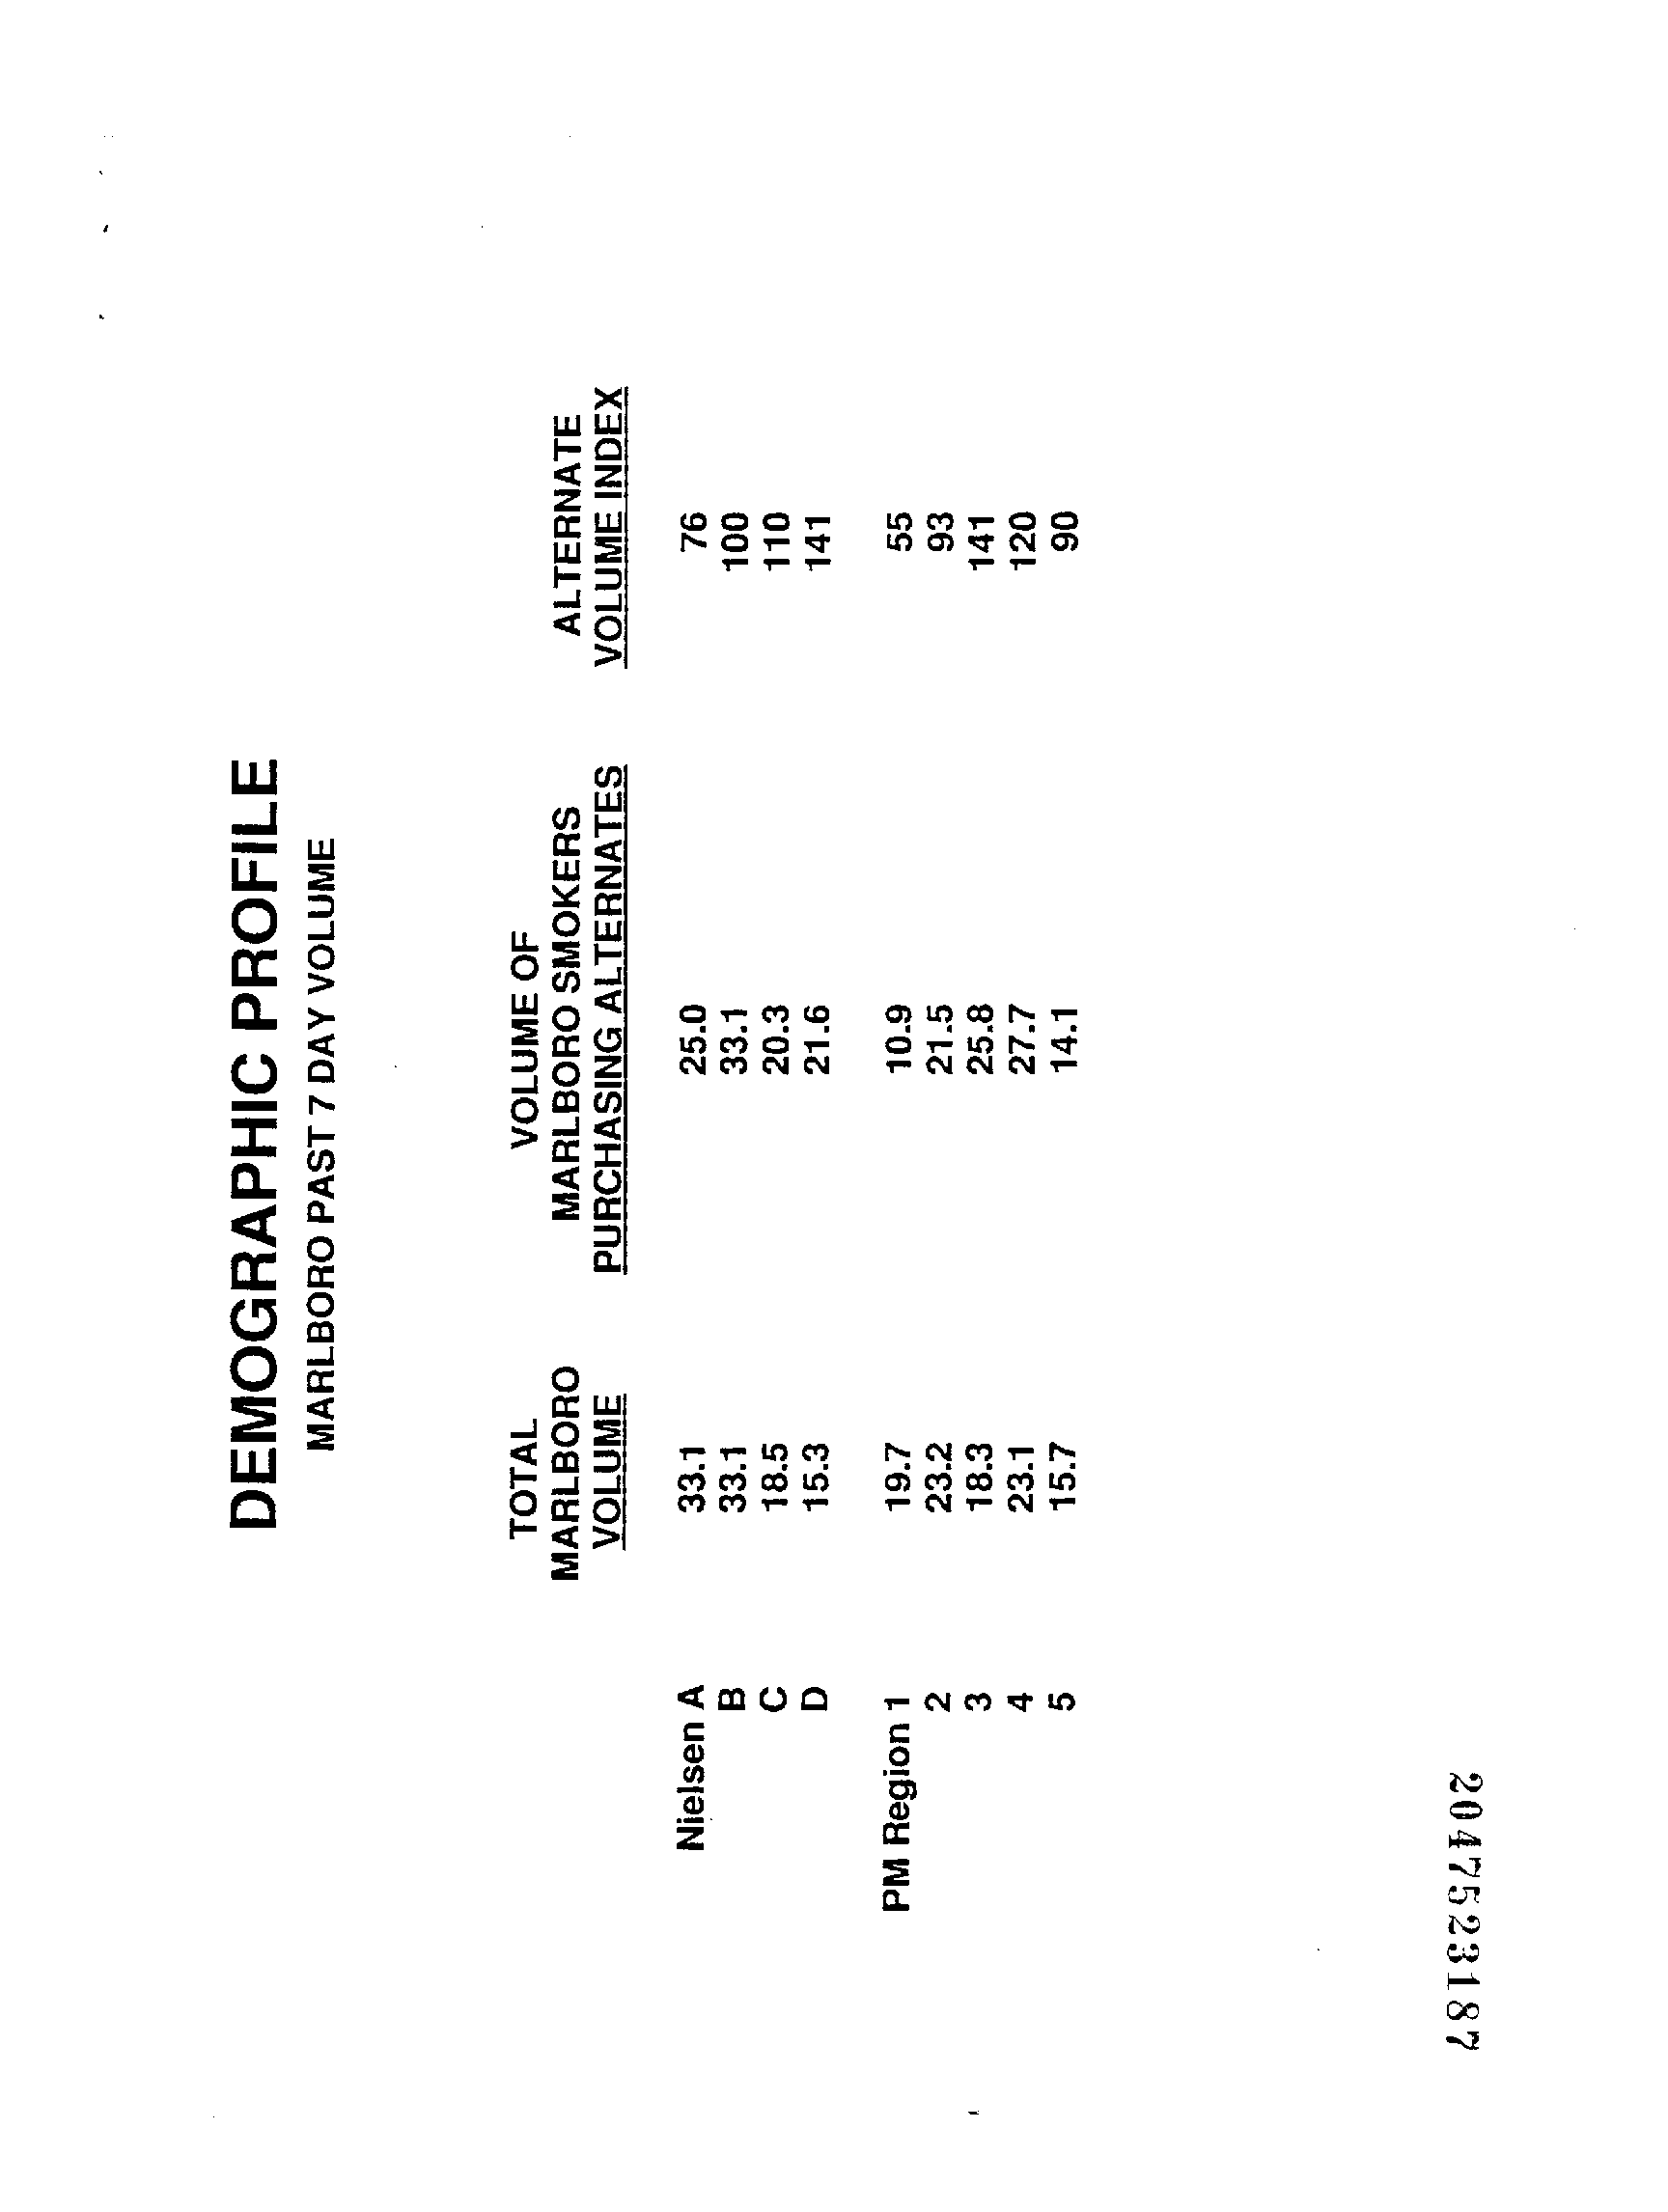 DEMOGRAPHIC PROFILE
MARLBORO PAST 7 DAY VOLUME
TOTAL VOLUME OF
MARLBORO MARLBORO SMOKERS ALTERNATE
VOLUME PURCHASING ALTERNATES VOLUME INDEX
Nielsen A 33.1 25.0 76
B 33.1 33.1 100
C 18.5 20.3 110
D 15.3 21.6 141
PM Region 1 19.7 10.9 55
2 23.2 21.5 93
3 18.3 25.8 141
4 23.1 27.7 120
5 15.7 14.1 90
2047523187